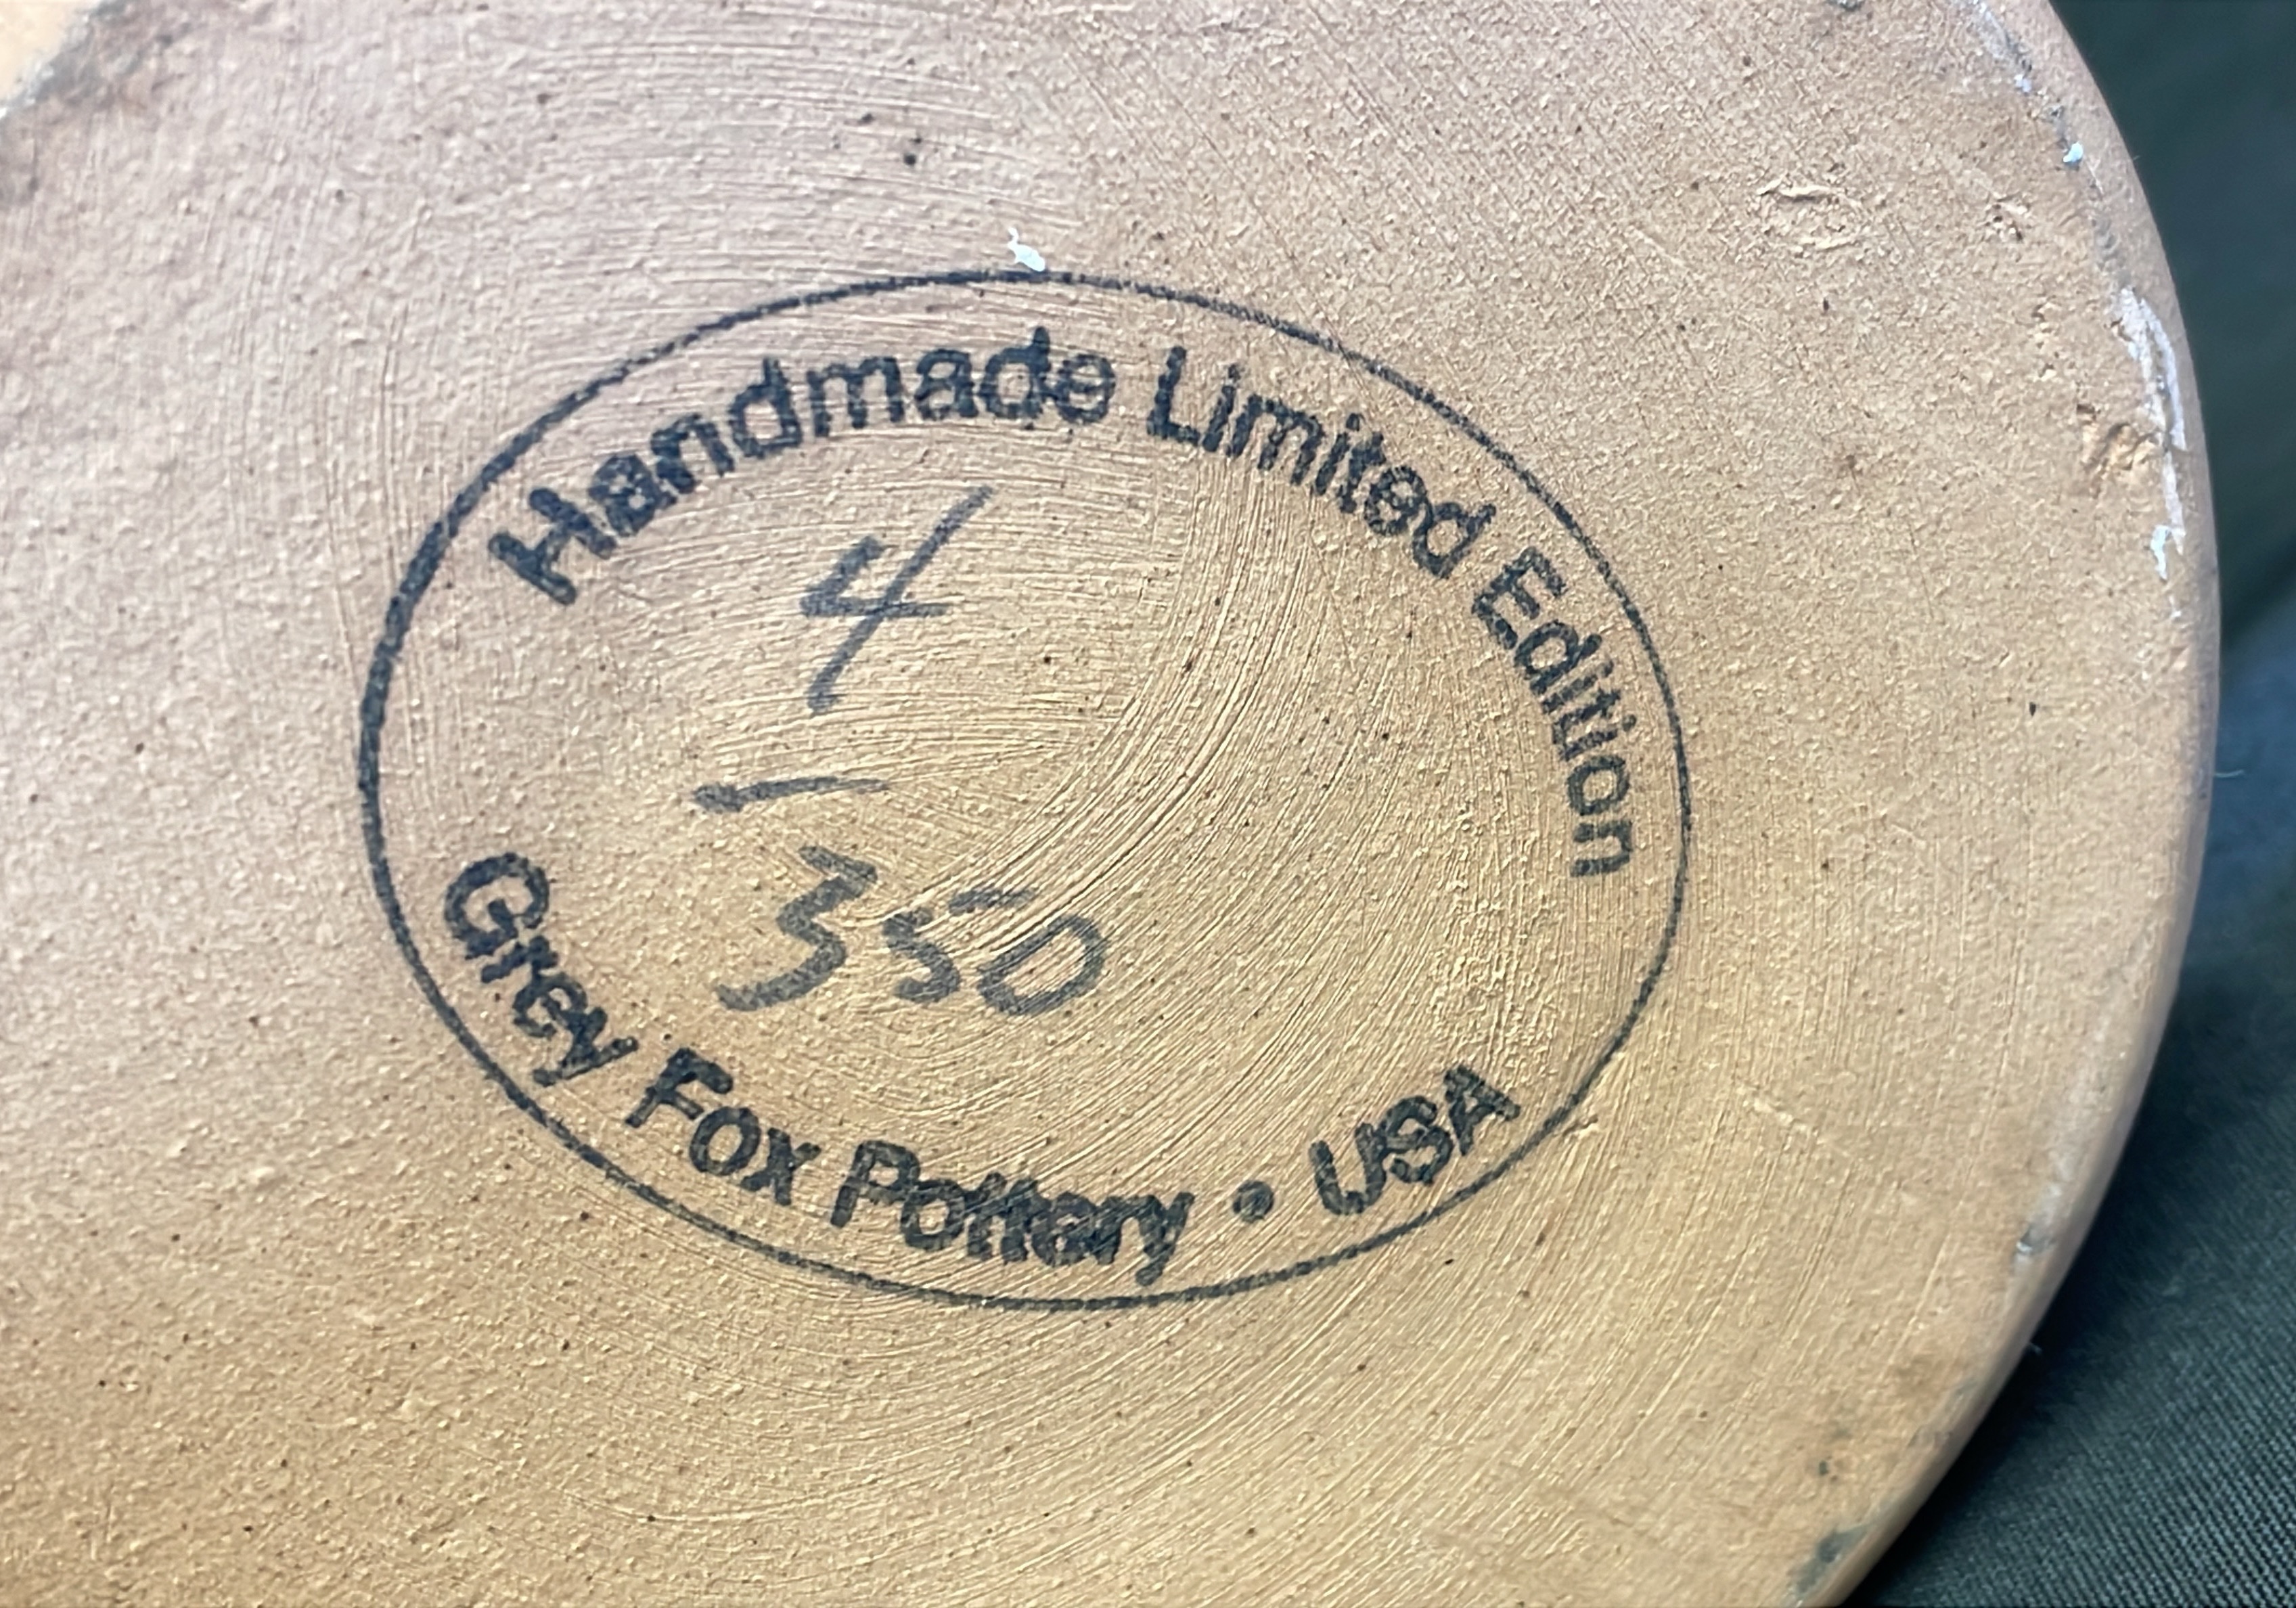 Handmade Limited Edition
4
—
350
Grey Fox Pottery • USA